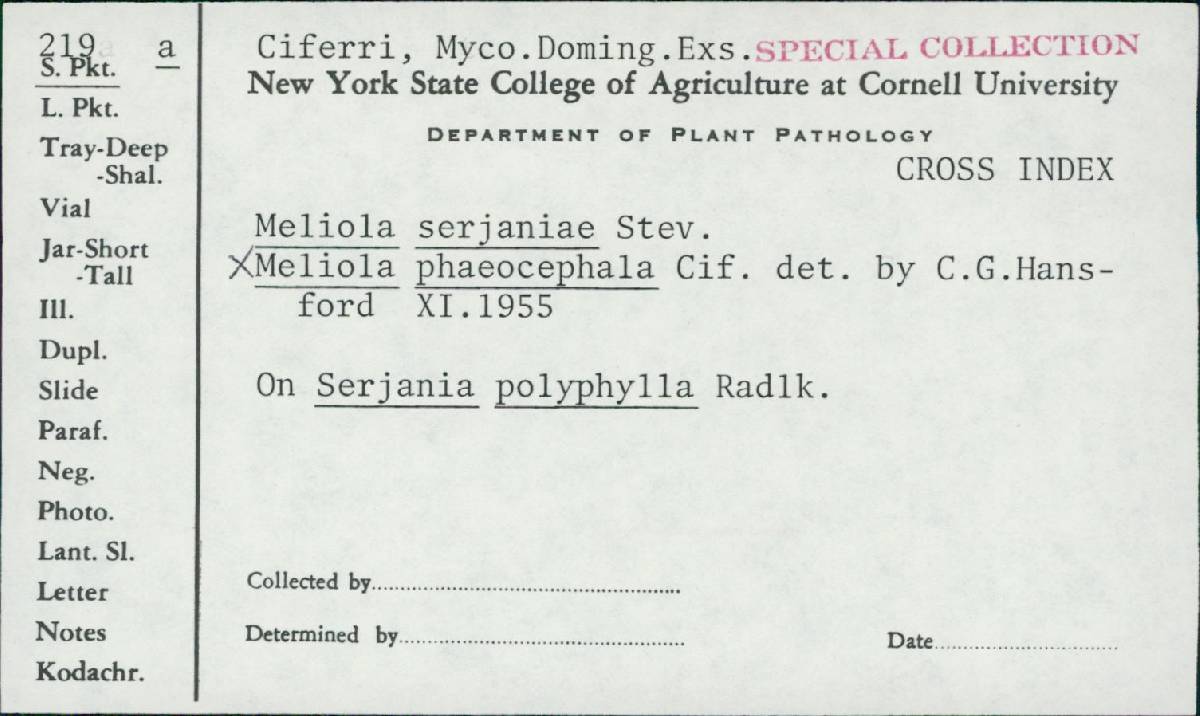 219 a
S. Pkt.
L. Pkt.
Tray-Deep
-Shal.
Vial
Jar-Short
-Tall
Ill.
Dupl.
Slide
Paraf.
Neg.
Photo.
Lant. Sl.
Letter
Notes
Kodachr.
Ciferri, Myco.Doming.Exs. SPECIAL COLLECTION
New York State College of Agriculture at Cornell University
DEPARTMENT OF PLANT PATHOLOGY
CROSS INDEX
Meliola serjaniae Stev.
XMeliola phaeocephala Cif. det. by C.G.Hans-
ford XI.1955
On Serjania polyphylla Radlk.
Collected by
Determined by
Date